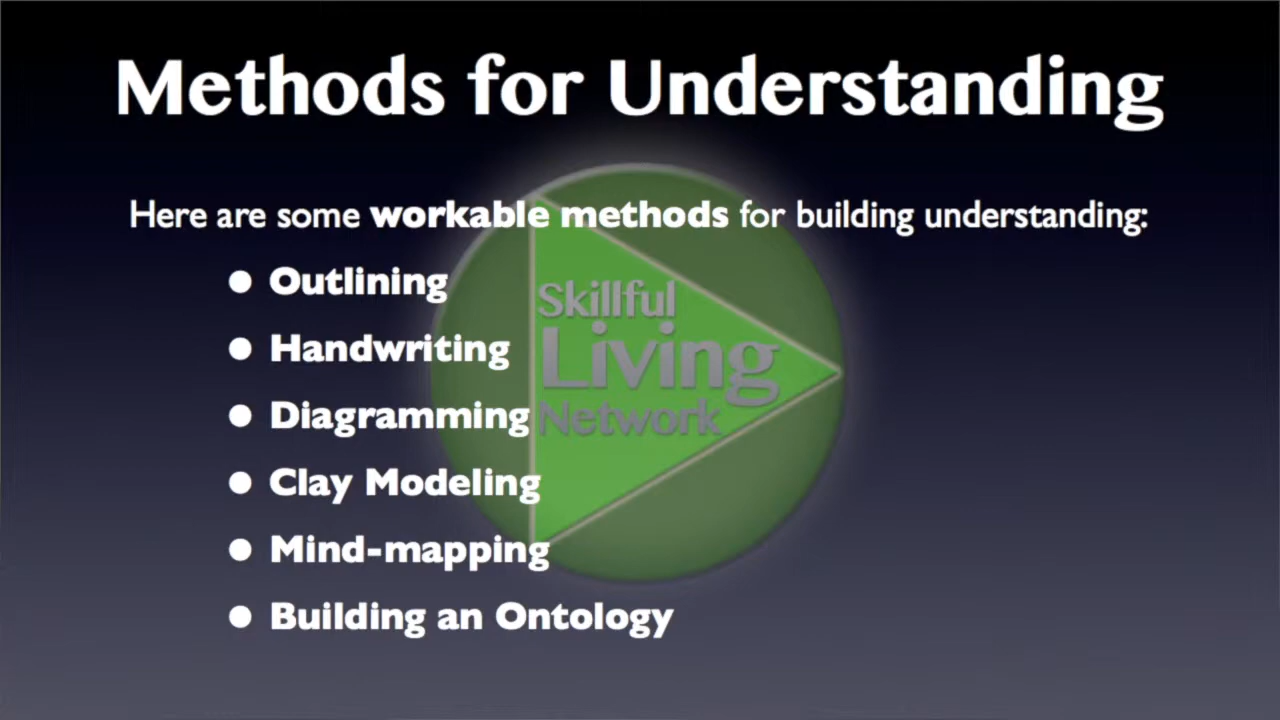 Methods for Understanding
Here are some workable methods for building understanding:
• Outlining
• Handwriting
• Diagramming
• Clay Modeling
• Mind-mapping
• Building an Ontology
Skillful
Living
Network